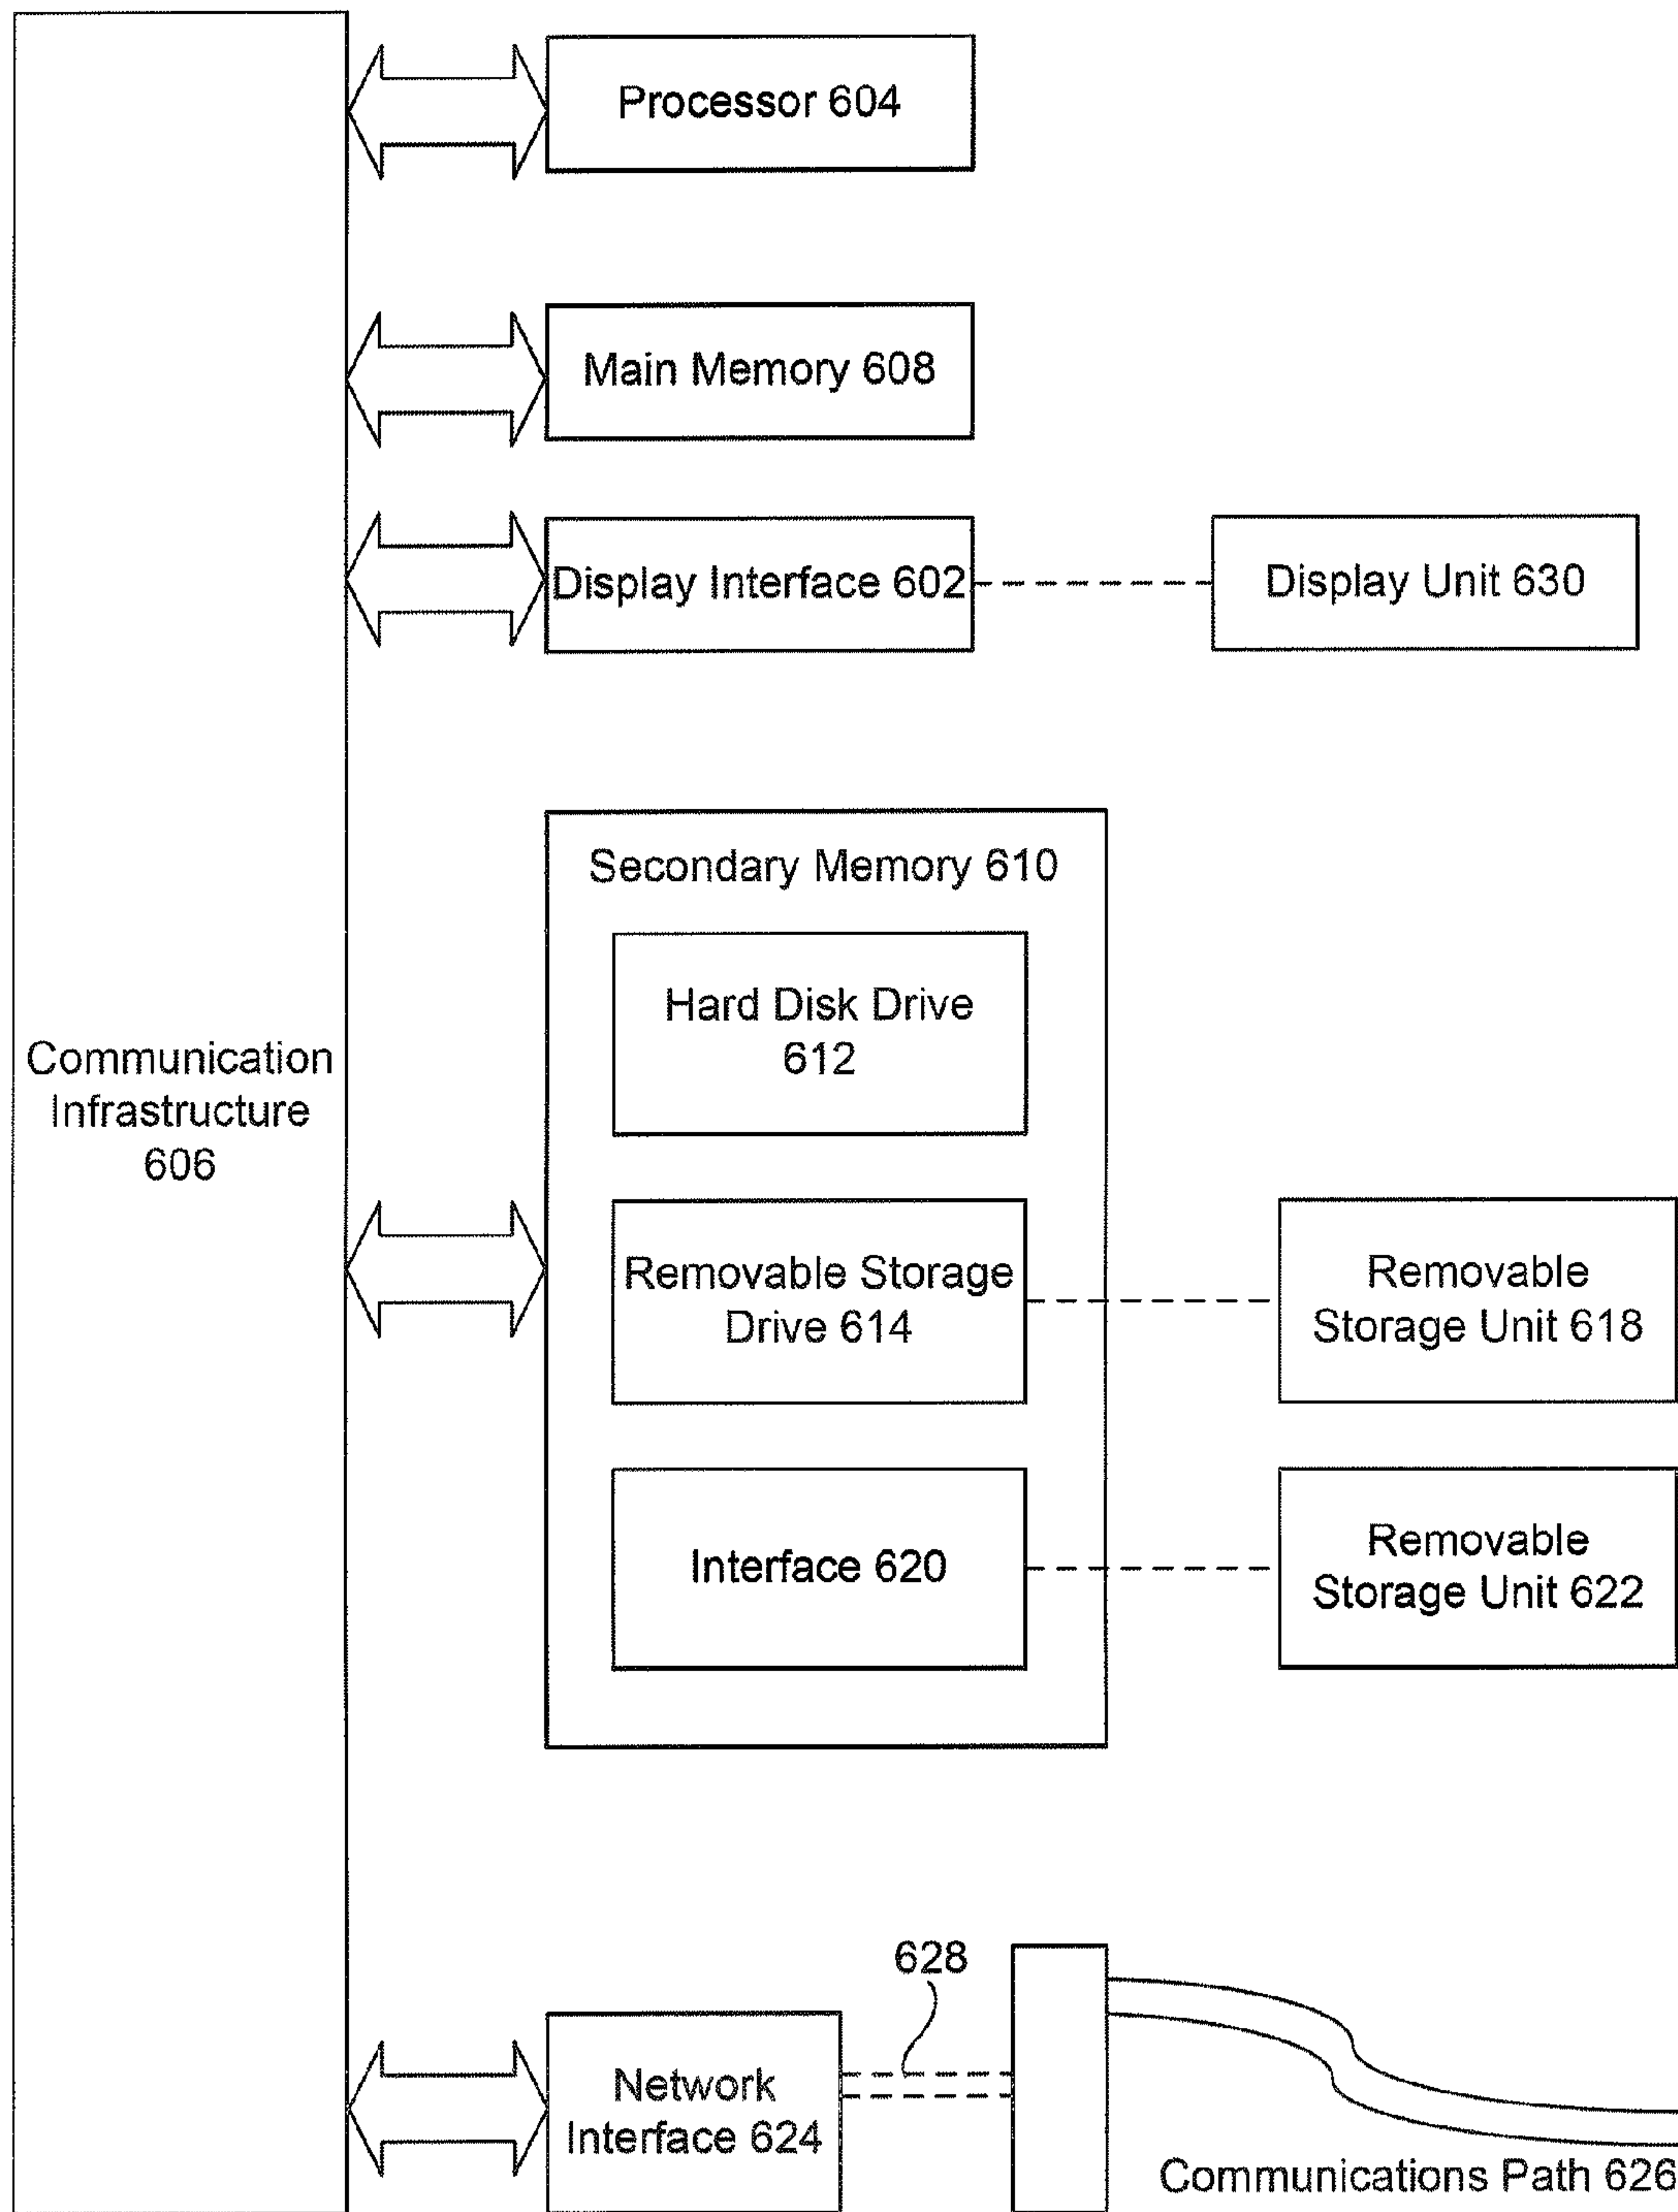 Processor 604
Main Memory 608
Display Interface 602
Display Unit 630
Secondary Memory 610
Hard Disk Drive
612
Communication
Infrastructure
606
Removable Storage
Drive 614
Removable
Storage Unit 618
Interface 620
Removable
Storage Unit 622
628
Network
Interface 624
Communications Path 626